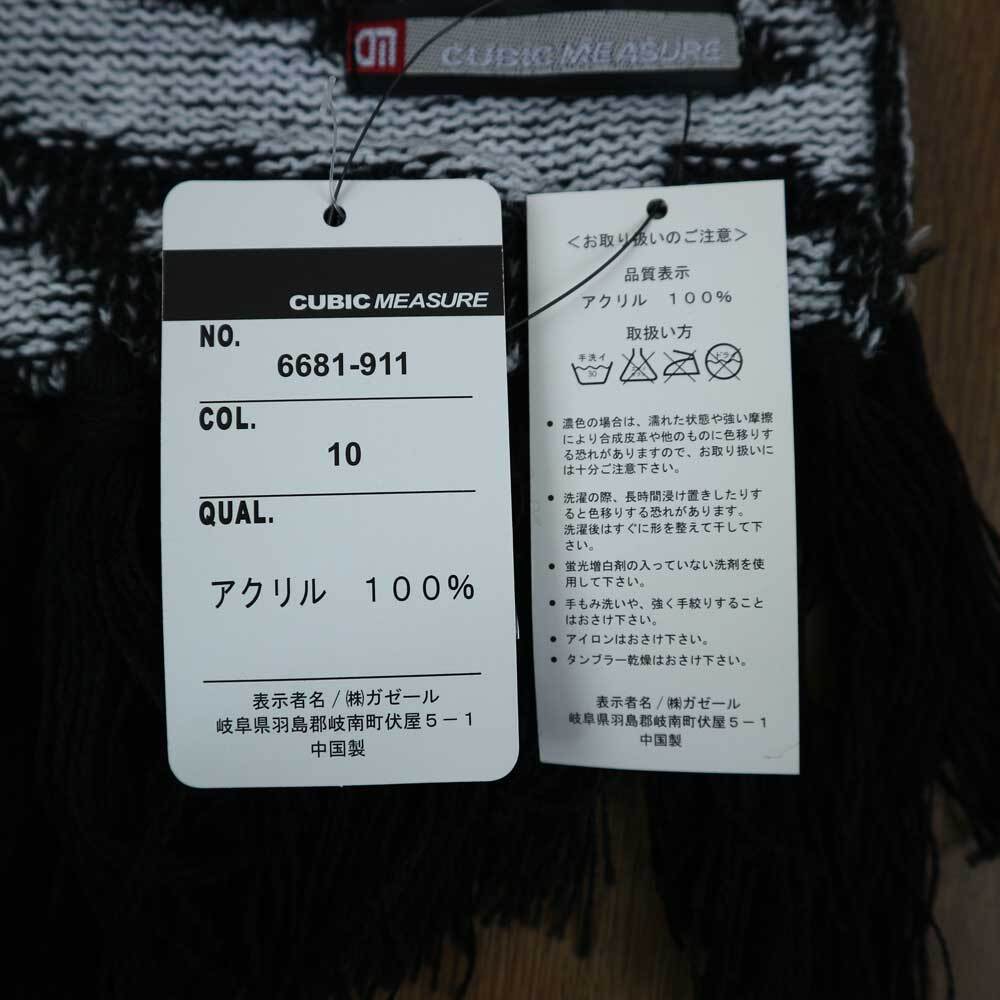 CUBIC MEASURE
CUBIC MEASURE
NO.
6681-911
COL.
10
QUAL.
アクリル 100%
表示者名/㈱ガゼール
岐阜県羽島郡岐南町伏屋5-1
中国製
<お取り扱いのご注意>
品質表示
アクリル 100%
取扱い方
手洗イ
30
ドライ
● 濃色の場合は、濡れた状態や強い摩擦
により合成皮革や他のものに色移りす
る恐れがありますので、お取り扱いに
は十分ご注意下さい。
● 洗濯の際、長時間浸け置きしたりす
ると色移りする恐れがあります。
洗濯後はすぐに形を整えて干して下
さい。
● 蛍光増白剤の入っていない洗剤を使
用して下さい。
● 手もみ洗いや、強く手絞りすること
はおさけ下さい。
● アイロンはおさけ下さい。
● タンブラー乾燥はおさけ下さい。
表示者名/㈱ガゼール
岐阜県羽島郡岐南町伏屋5-1
中国製